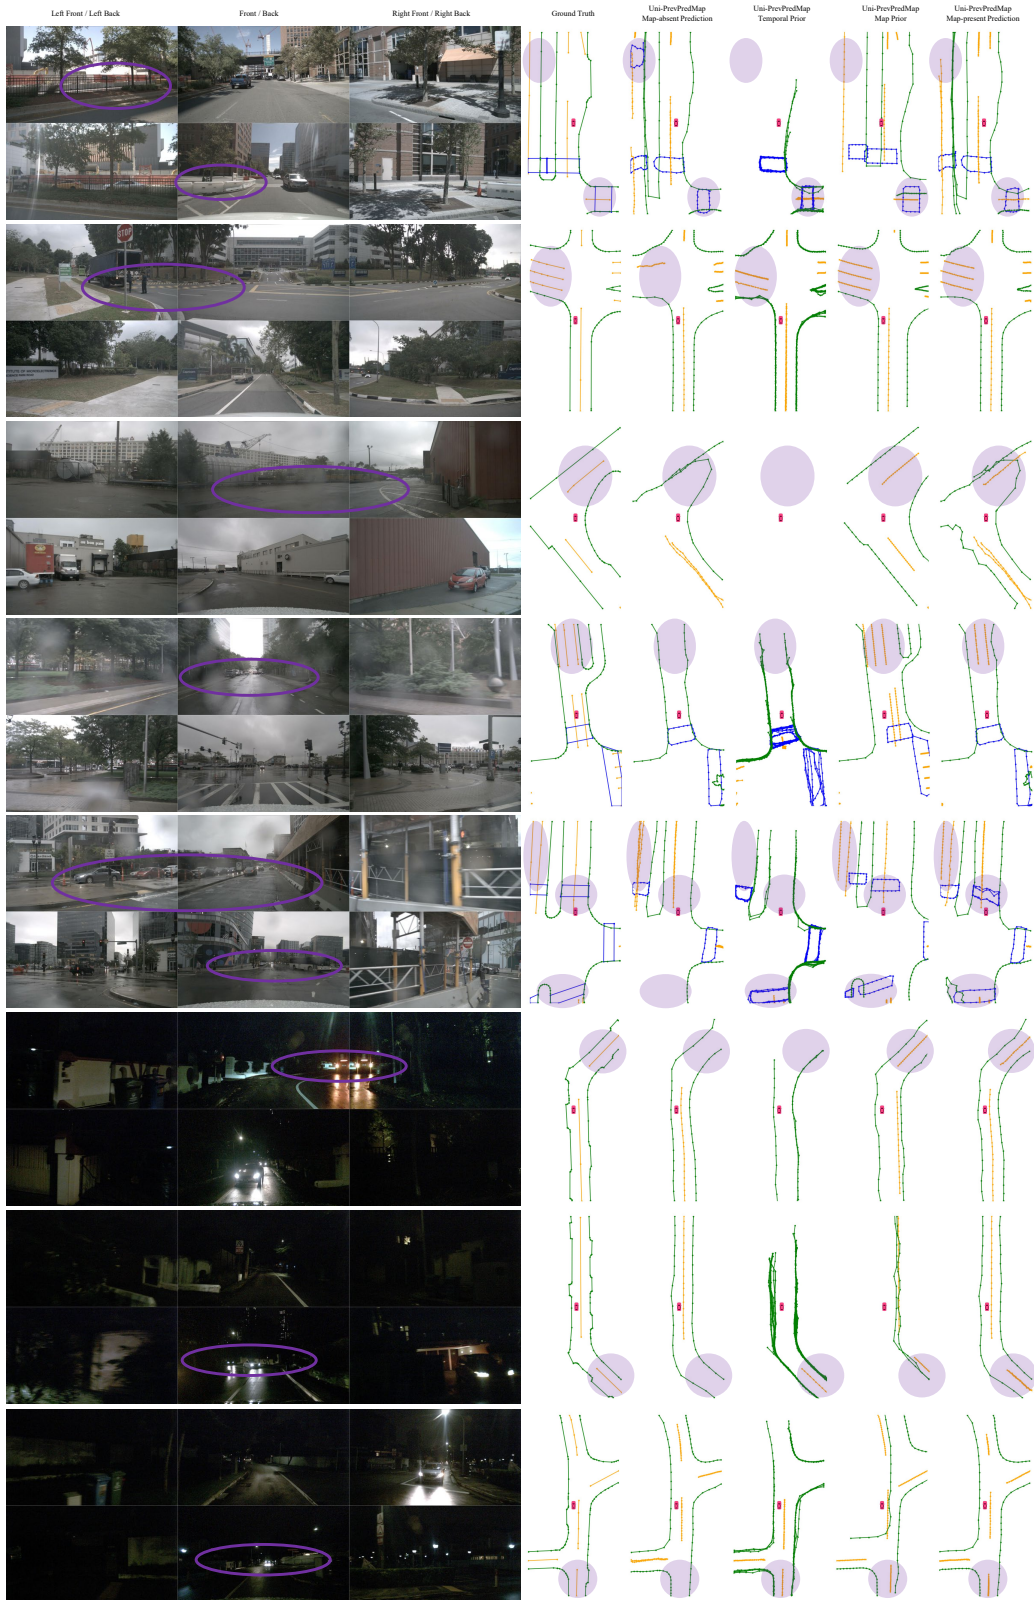 Left Front / Left Back
Front / Back
Right Front / Right Back
Ground Truth
Uni-PrevPredMap
Map-absent Prediction
Uni-PrevPredMap
Temporal Prior
Uni-PrevPredMap
Map Prior
Uni-PrevPredMap
Map-present Prediction
STOP